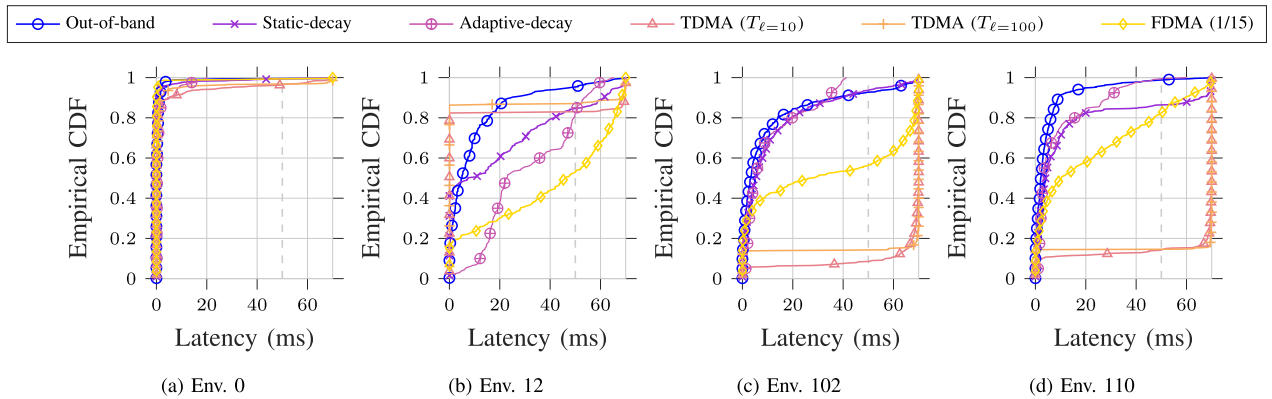 Out-of-band Static-decay Adaptive-decay TDMA (Tℓ=10) TDMA (Tℓ=100) FDMA (1/15)
1 1 1 1
0.8 0.8 0.8 0.8
0.6 0.6 0.6 0.6
0.4 0.4 0.4 0.4
0.2 0.2 0.2 0.2
0 0 0 0
Empirical CDF Empirical CDF Empirical CDF Empirical CDF
0 20 40 60 0 20 40 60 0 20 40 60 0 20 40 60
Latency (ms) Latency (ms) Latency (ms) Latency (ms)
(a) Env. 0 (b) Env. 12 (c) Env. 102 (d) Env. 110